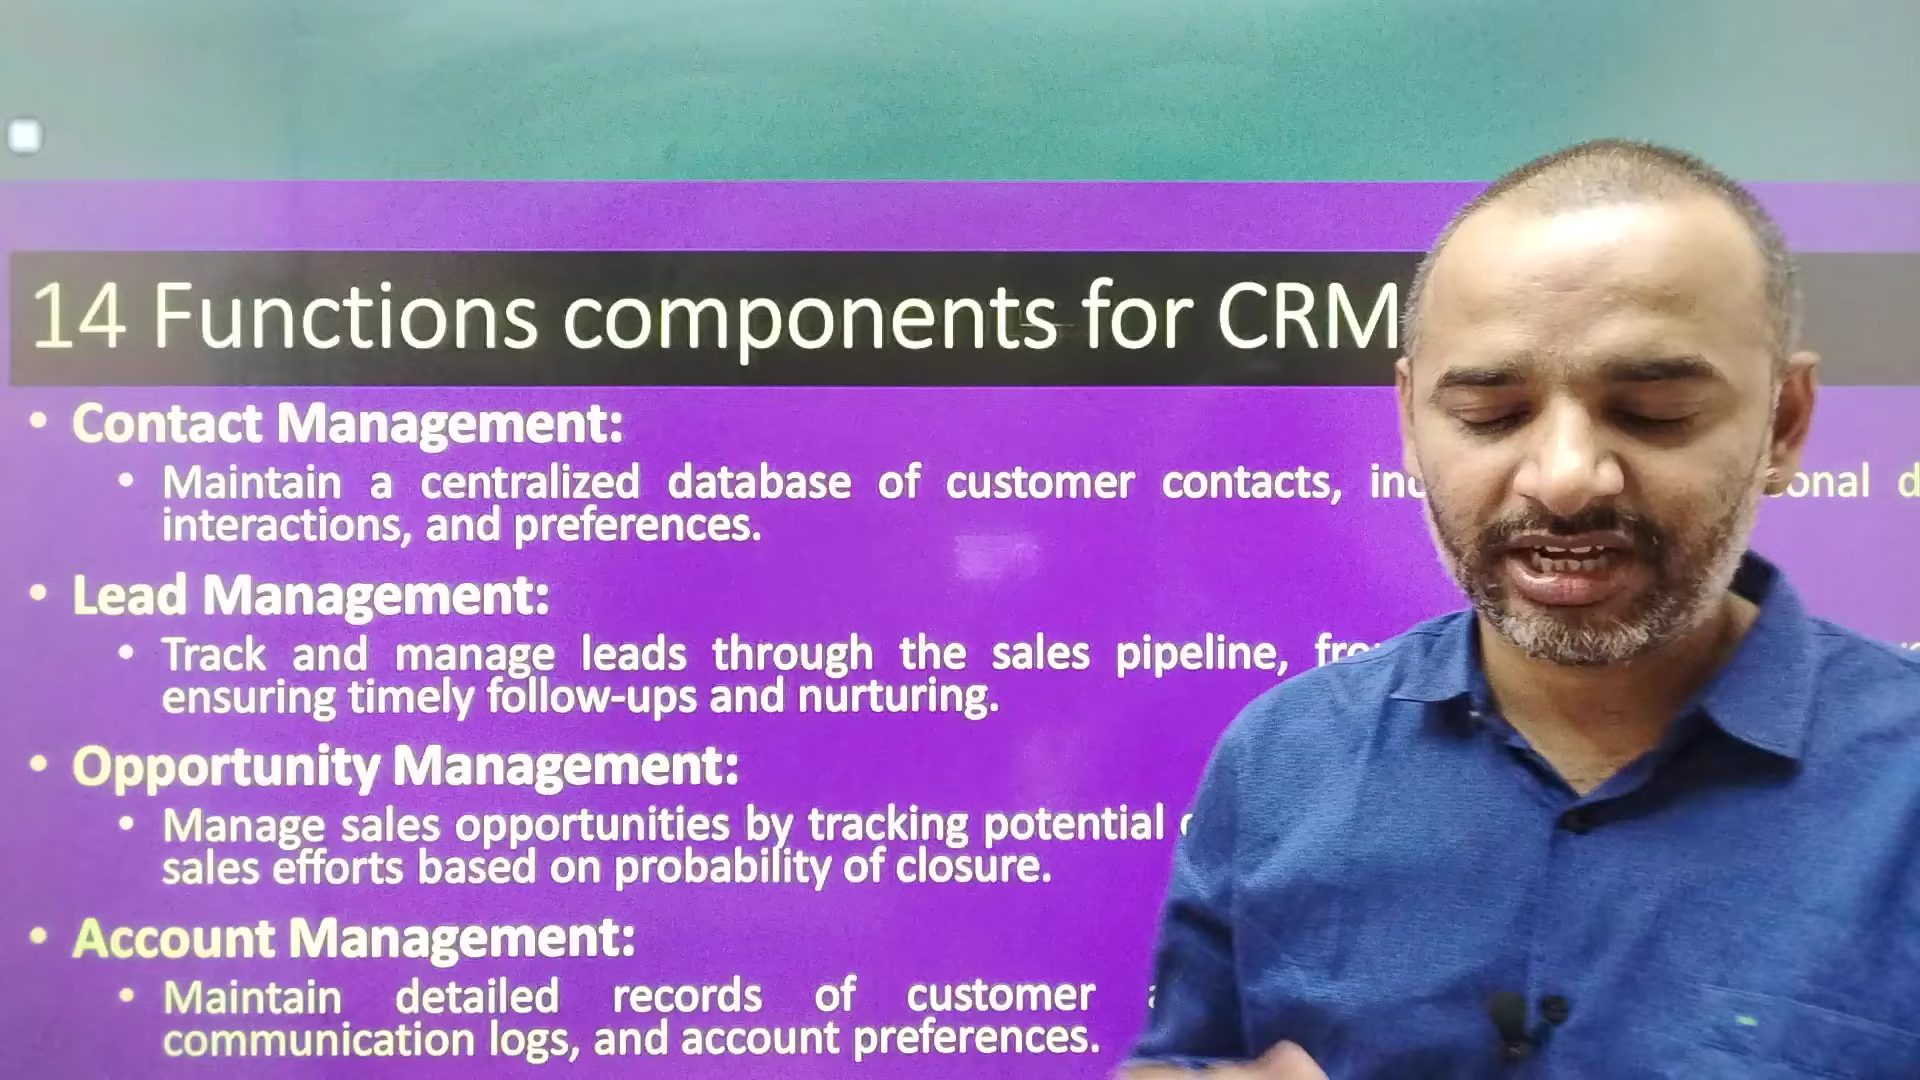 14 Functions components for CRM
• Contact Management:
• Maintain a centralized database of customer contacts,
interactions, and preferences.
• Lead Management:
• Track and manage leads through the sales pipeline,
ensuring timely follow-ups and nurturing.
• Opportunity Management:
• Manage sales opportunities by tracking potential
sales efforts based on probability of closure.
• Account Management:
• Maintain detailed records of customer
communication logs, and account preferences.